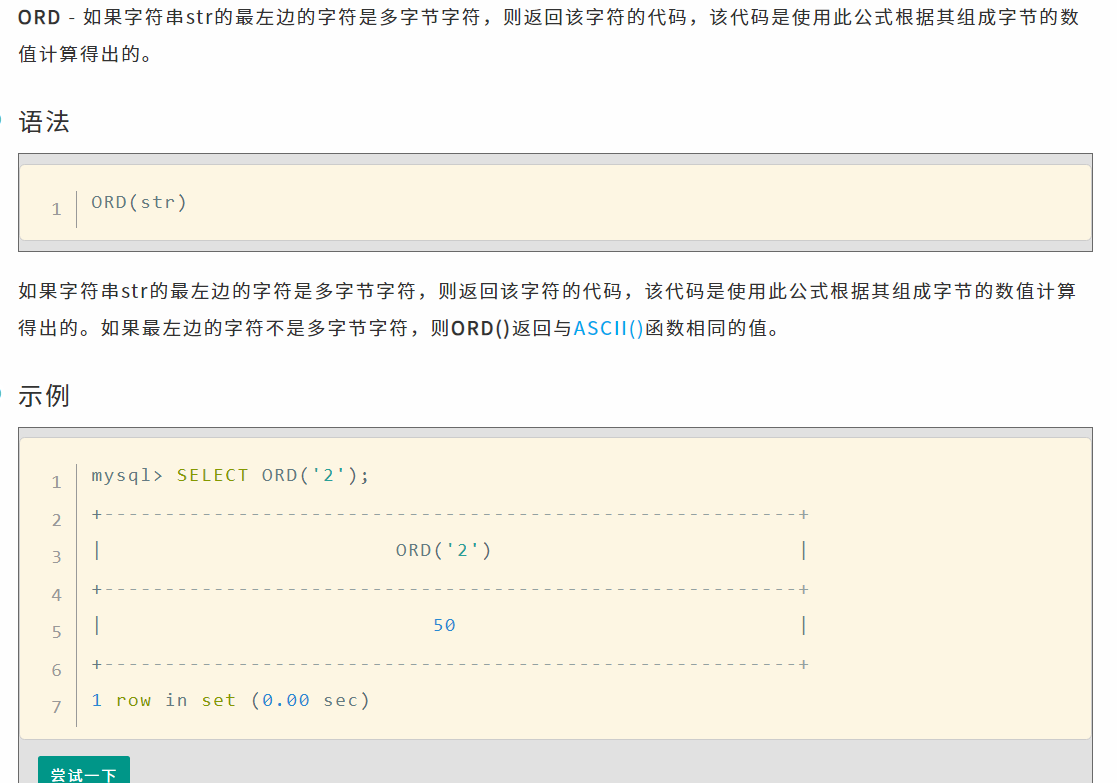 ORD - 如果字符串str的最左边的字符是多字节字符，则返回该字符的代码，该代码是使用此公式根据其组成字节的数
值计算得出的。
语法
1 ORD(str)
如果字符串str的最左边的字符是多字节字符，则返回该字符的代码，该代码是使用此公式根据其组成字节的数值计算
得出的。如果最左边的字符不是多字节字符，则ORD()返回与ASCII()函数相同的值。
示例
1 mysql> SELECT ORD('2');
2 +---------------------------------------------------------+
3 |                        ORD('2')                         |
4 +---------------------------------------------------------+
5 |                           50                            |
6 +---------------------------------------------------------+
7 1 row in set (0.00 sec)
尝试一下